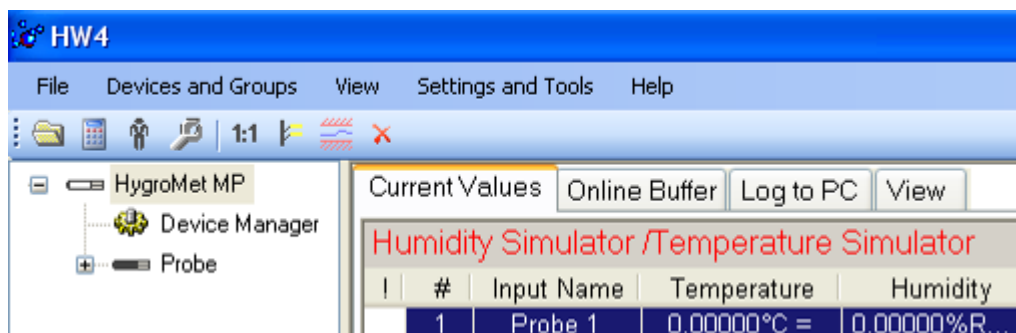 HW4
File Devices and Groups View Settings and Tools Help
1:1
HygroMet MP
Device Manager
Probe
Current Values Online Buffer Log to PC View
Humidity Simulator /Temperature Simulator
! # Input Name Temperature Humidity
1 Probe 1 0.00000°C = 0.00000%R...